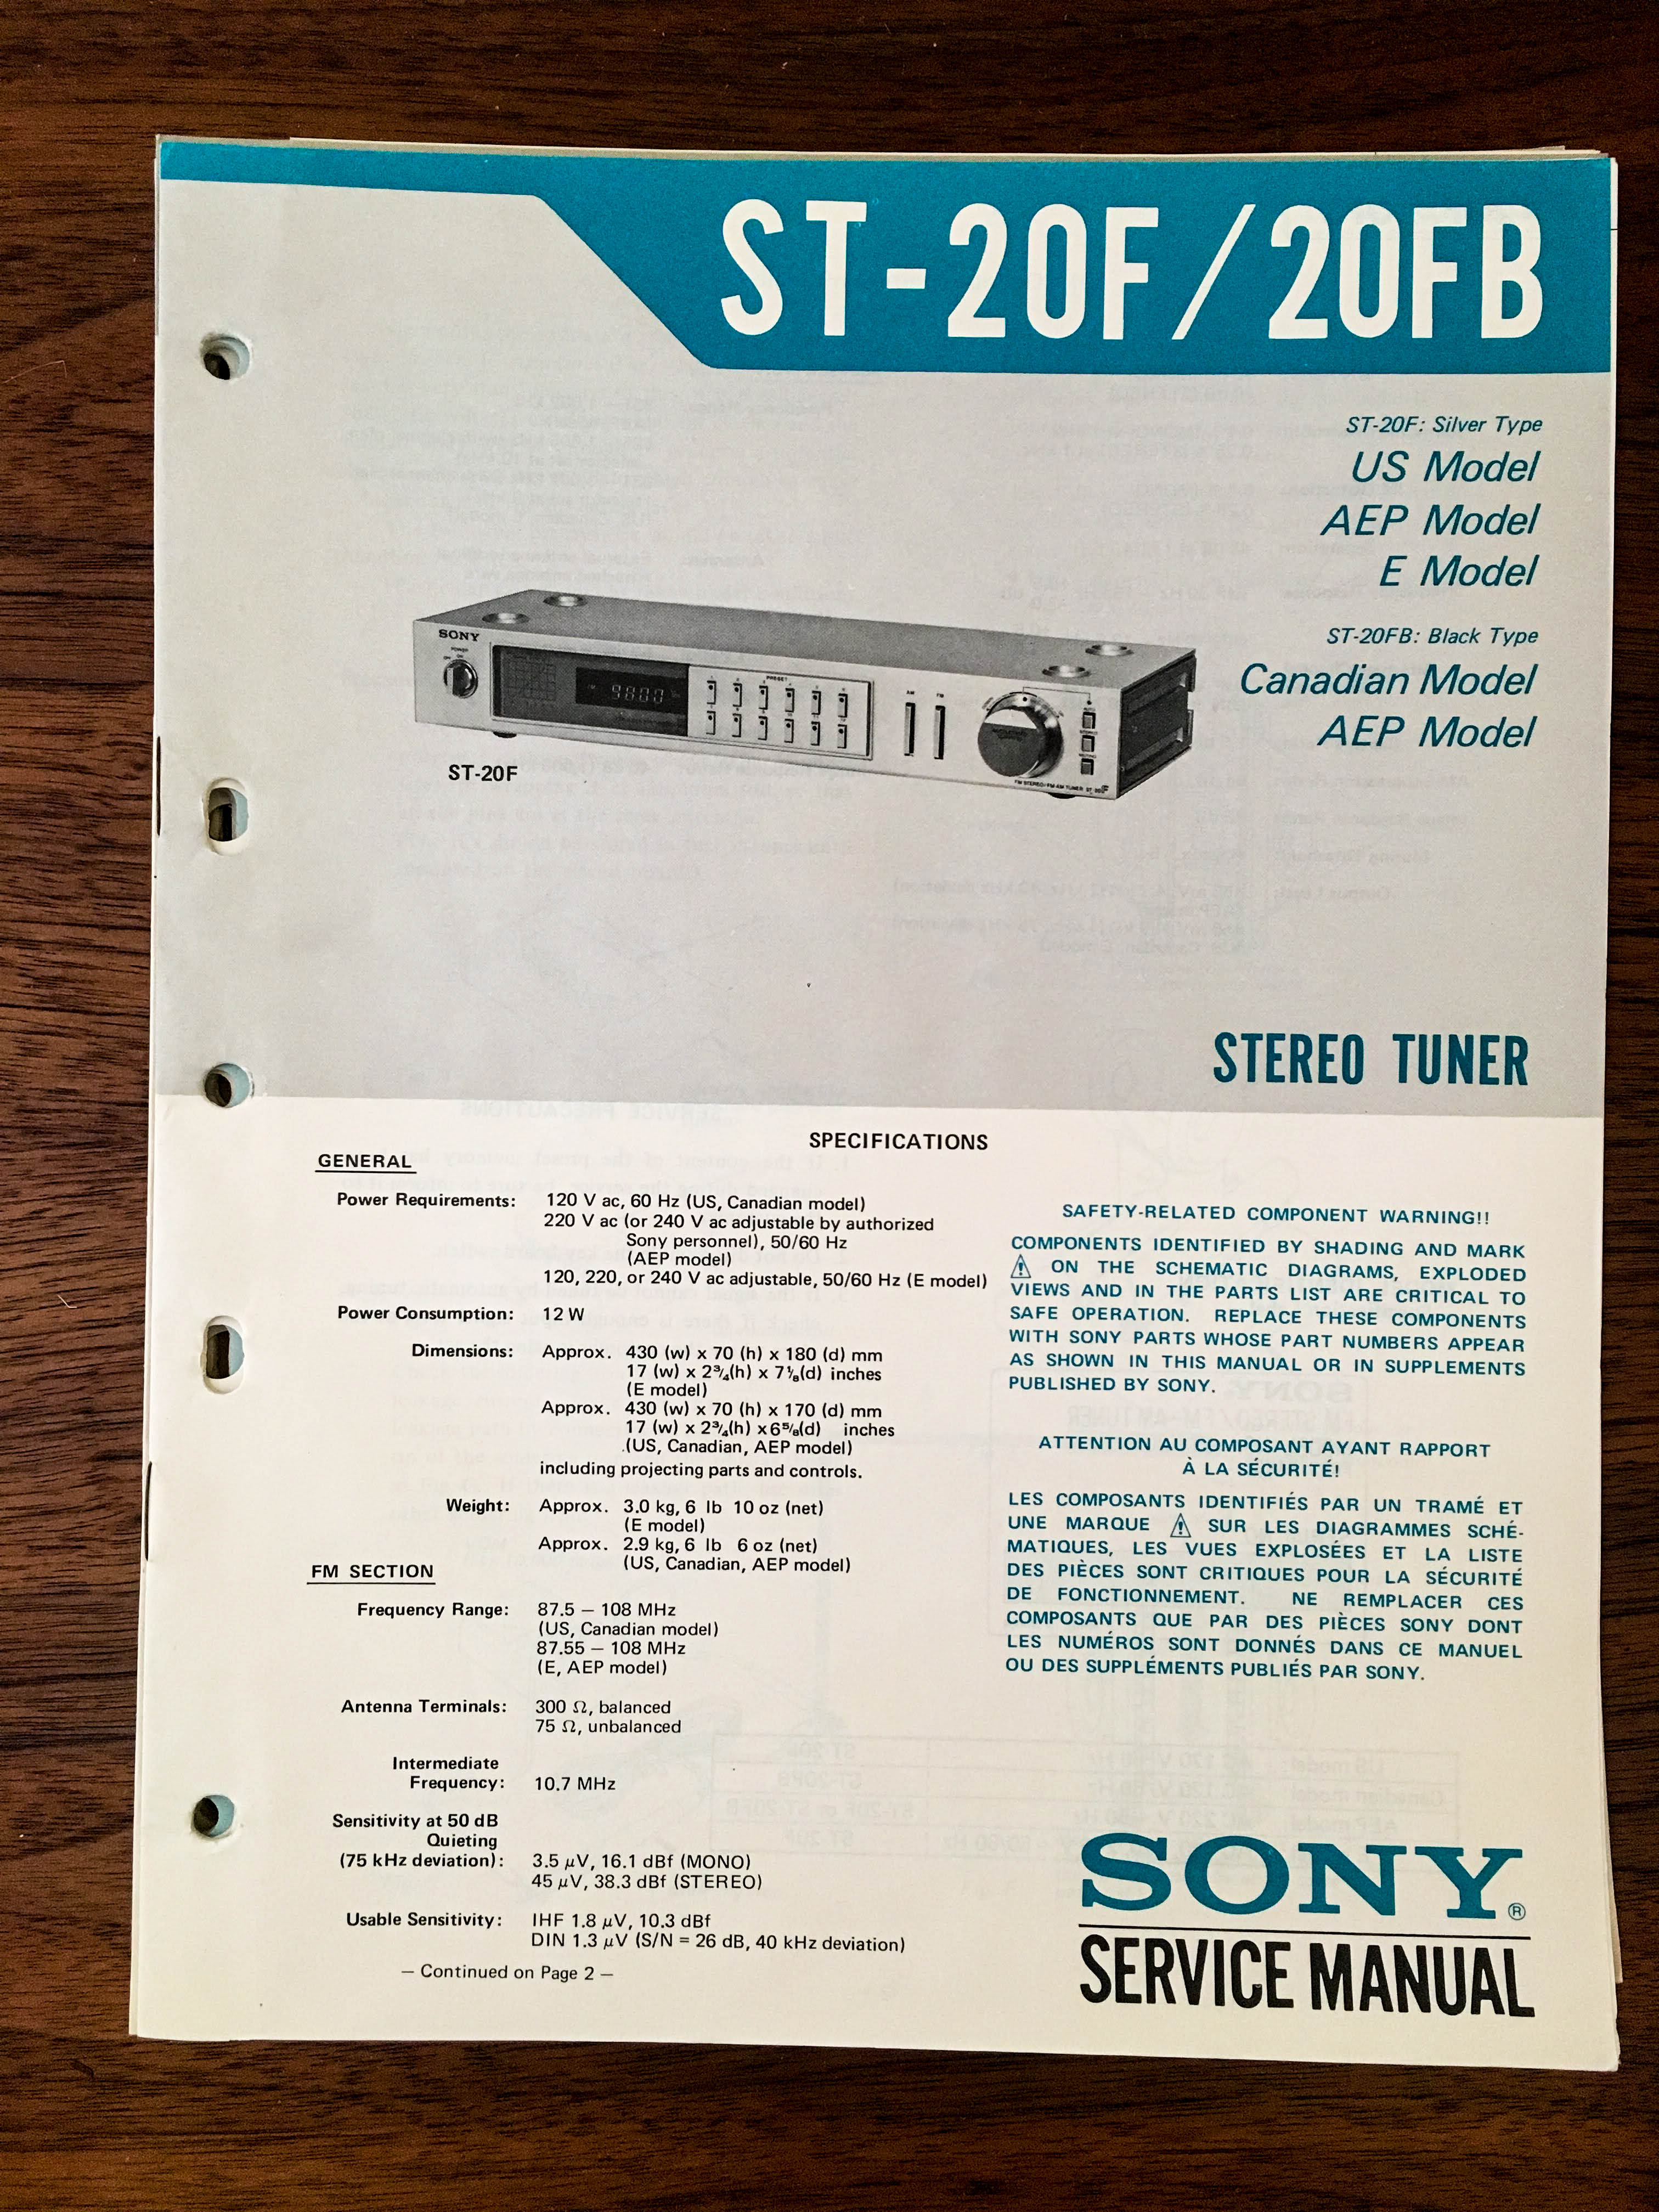 ST-20F/20FB
ST-20F: Silver Type
US Model
AEP Model
E Model
ST-20FB: Black Type
Canadian Model
AEP Model
SONY
POWER
OFF ON
PRESET
AM FM
FM STEREO/FM-AM TUNER
ST-20F
STEREO TUNER
SPECIFICATIONS
GENERAL
Power Requirements: 120 V ac, 60 Hz (US, Canadian model)
220 V ac (or 240 V ac adjustable by authorized
Sony personnel), 50/60 Hz
(AEP model)
120, 220, or 240 V ac adjustable, 50/60 Hz (E model)
Power Consumption: 12 W
Dimensions: Approx. 430 (w) x 70 (h) x 180 (d) mm
17 (w) x 2¾(h) x 7⅛(d) inches
(E model)
Approx. 430 (w) x 70 (h) x 170 (d) mm
17 (w) x 2¾(h) x 6⅝(d) inches
(US, Canadian, AEP model)
including projecting parts and controls.
Weight: Approx. 3.0 kg, 6 lb 10 oz (net)
(E model)
Approx. 2.9 kg, 6 lb 6 oz (net)
(US, Canadian, AEP model)
FM SECTION
Frequency Range: 87.5 – 108 MHz
(US, Canadian model)
87.55 – 108 MHz
(E, AEP model)
Antenna Terminals: 300 Ω, balanced
75 Ω, unbalanced
Intermediate
Frequency: 10.7 MHz
Sensitivity at 50 dB
Quieting
(75 kHz deviation): 3.5 µV, 16.1 dBf (MONO)
45 µV, 38.3 dBf (STEREO)
Usable Sensitivity: IHF 1.8 µV, 10.3 dBf
DIN 1.3 µV (S/N = 26 dB, 40 kHz deviation)
– Continued on Page 2 –
SAFETY-RELATED COMPONENT WARNING!!
COMPONENTS IDENTIFIED BY SHADING AND MARK
⚠ ON THE SCHEMATIC DIAGRAMS, EXPLODED
VIEWS AND IN THE PARTS LIST ARE CRITICAL TO
SAFE OPERATION. REPLACE THESE COMPONENTS
WITH SONY PARTS WHOSE PART NUMBERS APPEAR
AS SHOWN IN THIS MANUAL OR IN SUPPLEMENTS
PUBLISHED BY SONY.
ATTENTION AU COMPOSANT AYANT RAPPORT
À LA SÉCURITÉ!
LES COMPOSANTS IDENTIFIÉS PAR UN TRAMÉ ET
UNE MARQUE ⚠ SUR LES DIAGRAMMES SCHÉ-
MATIQUES, LES VUES EXPLOSÉES ET LA LISTE
DES PIÈCES SONT CRITIQUES POUR LA SÉCURITÉ
DE FONCTIONNEMENT. NE REMPLACER CES
COMPOSANTS QUE PAR DES PIÈCES SONY DONT
LES NUMÉROS SONT DONNÉS DANS CE MANUEL
OU DES SUPPLÉMENTS PUBLIÉS PAR SONY.
SONY®
SERVICE MANUAL